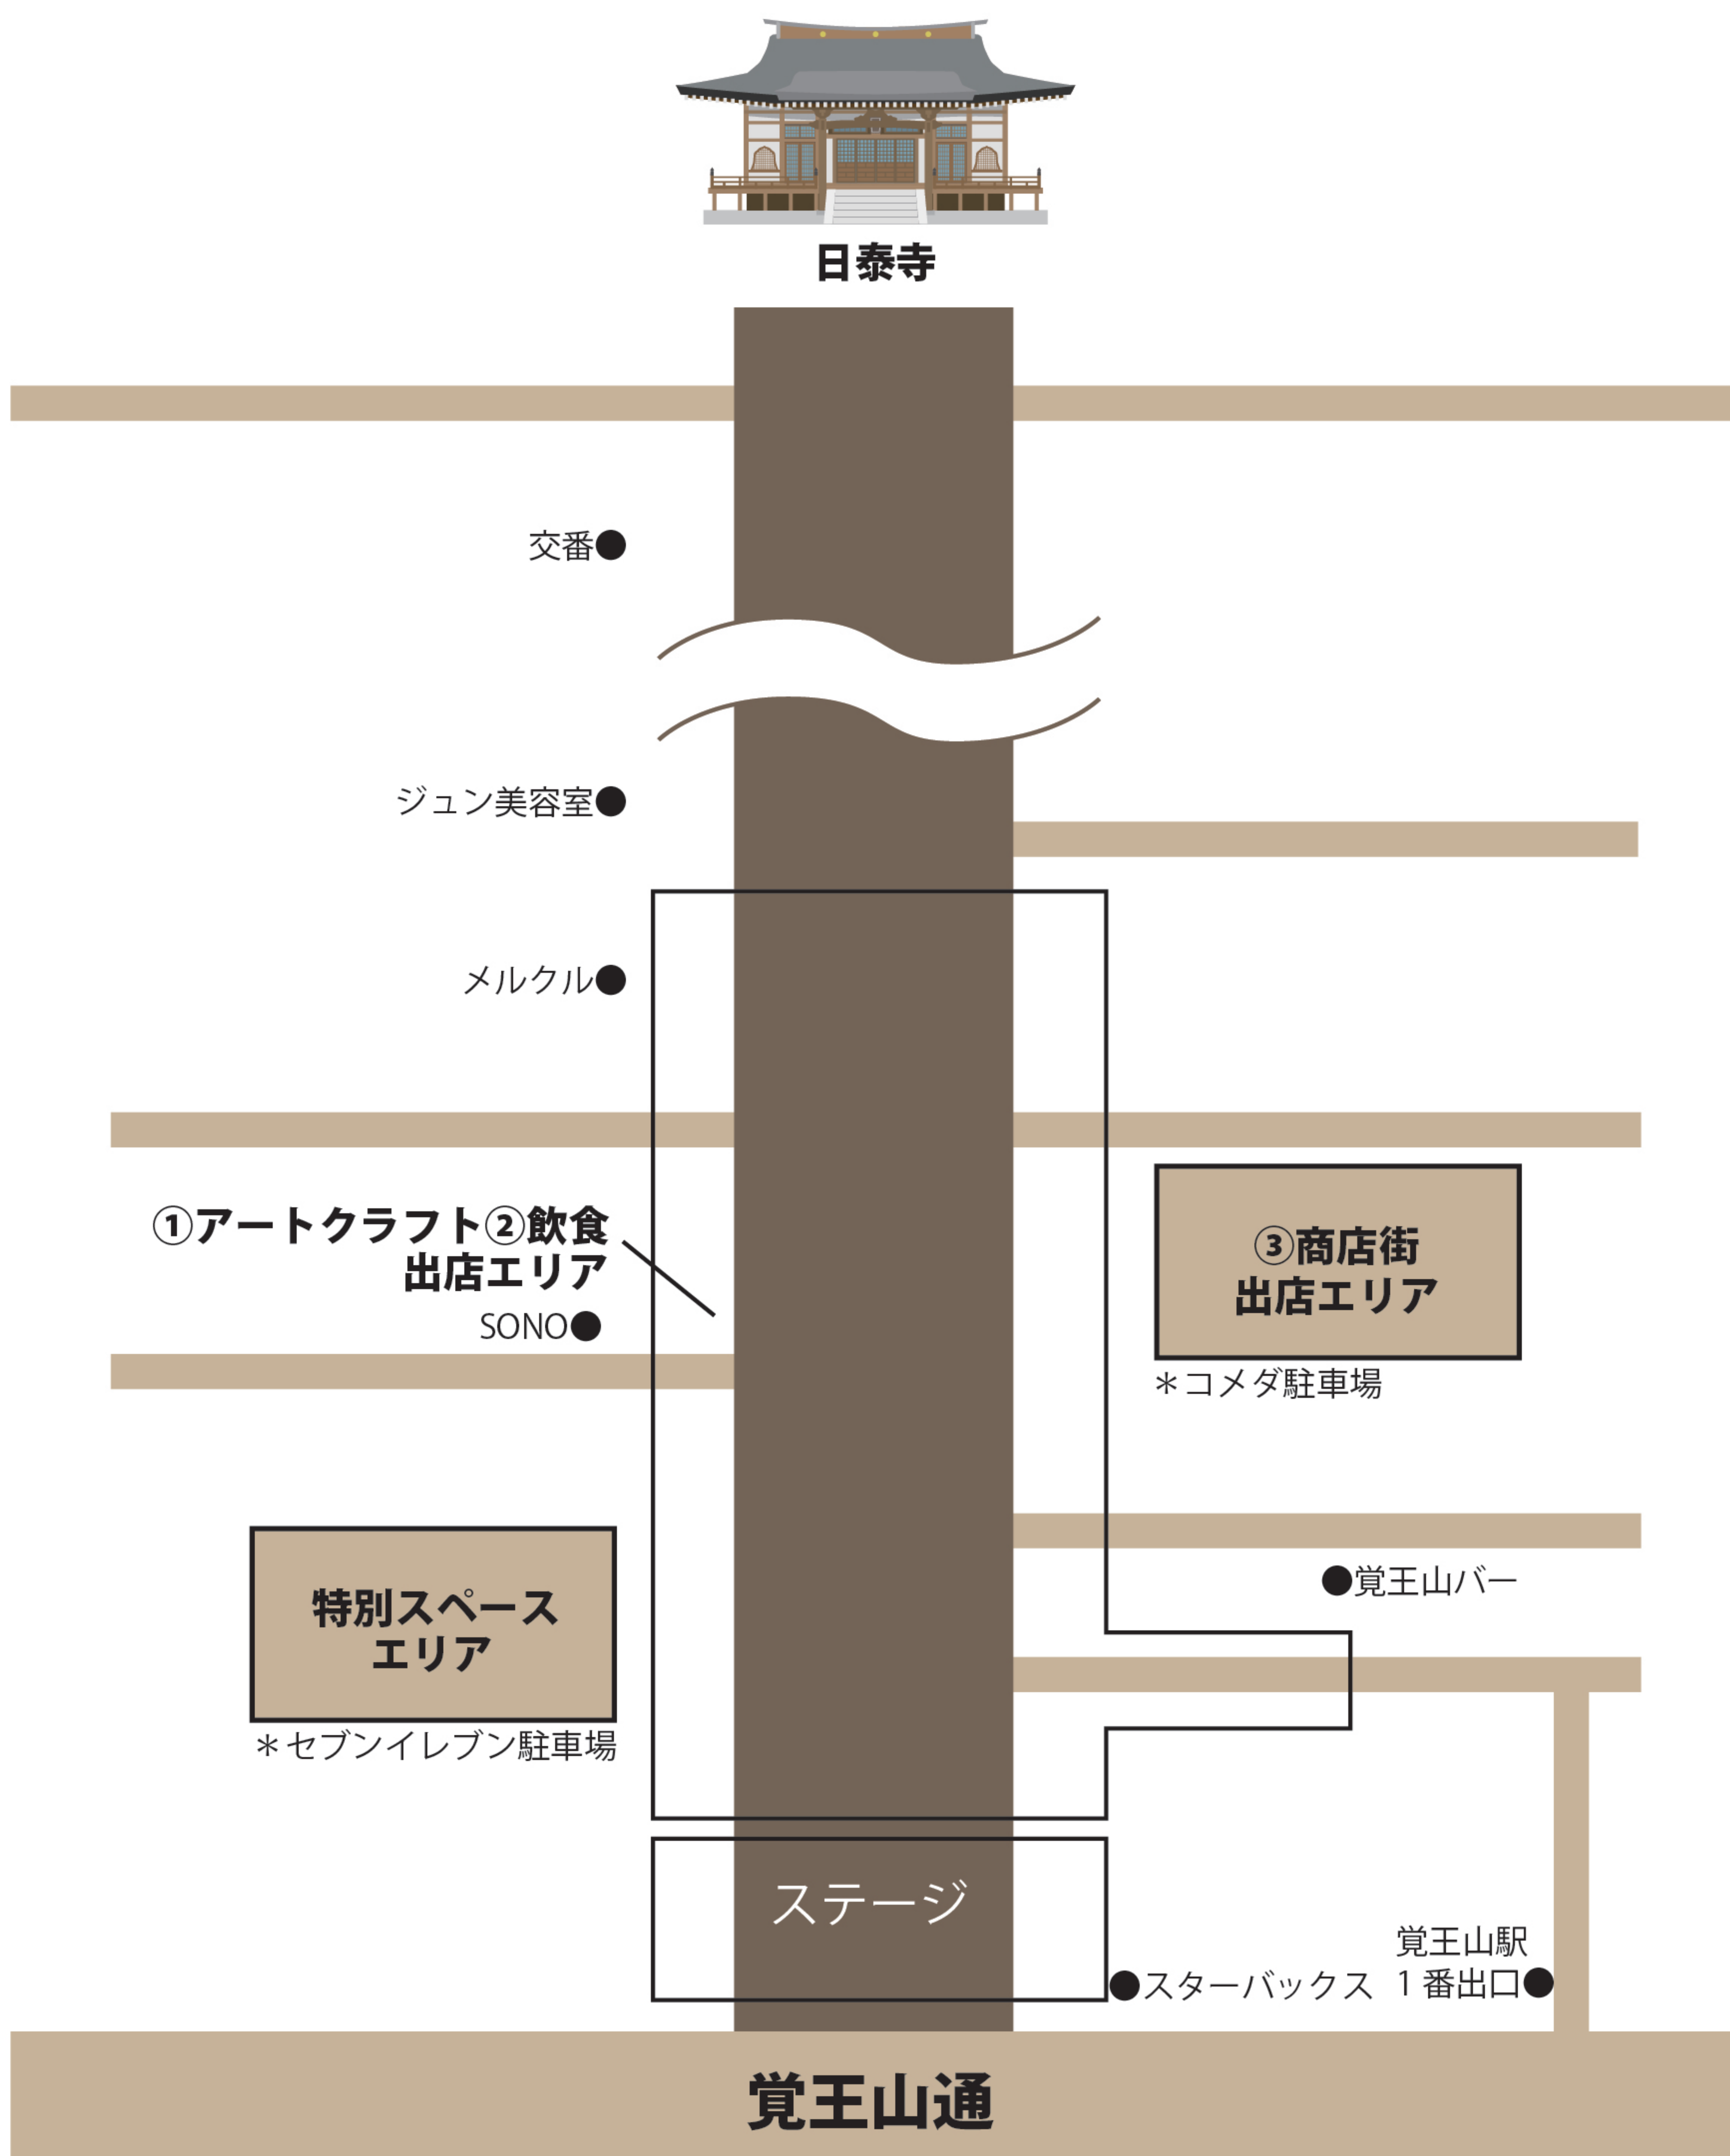 日泰寺
交番●
ジュン美容室●
メルクル●
①アートクラフト②飲食
出店エリア
SONO●
③商店街
出店エリア
＊コメダ駐車場
特別スペース
エリア
＊セブンイレブン駐車場
●覚王山バー
ステージ
●スターバックス
覚王山駅
１番出口●
覚王山通